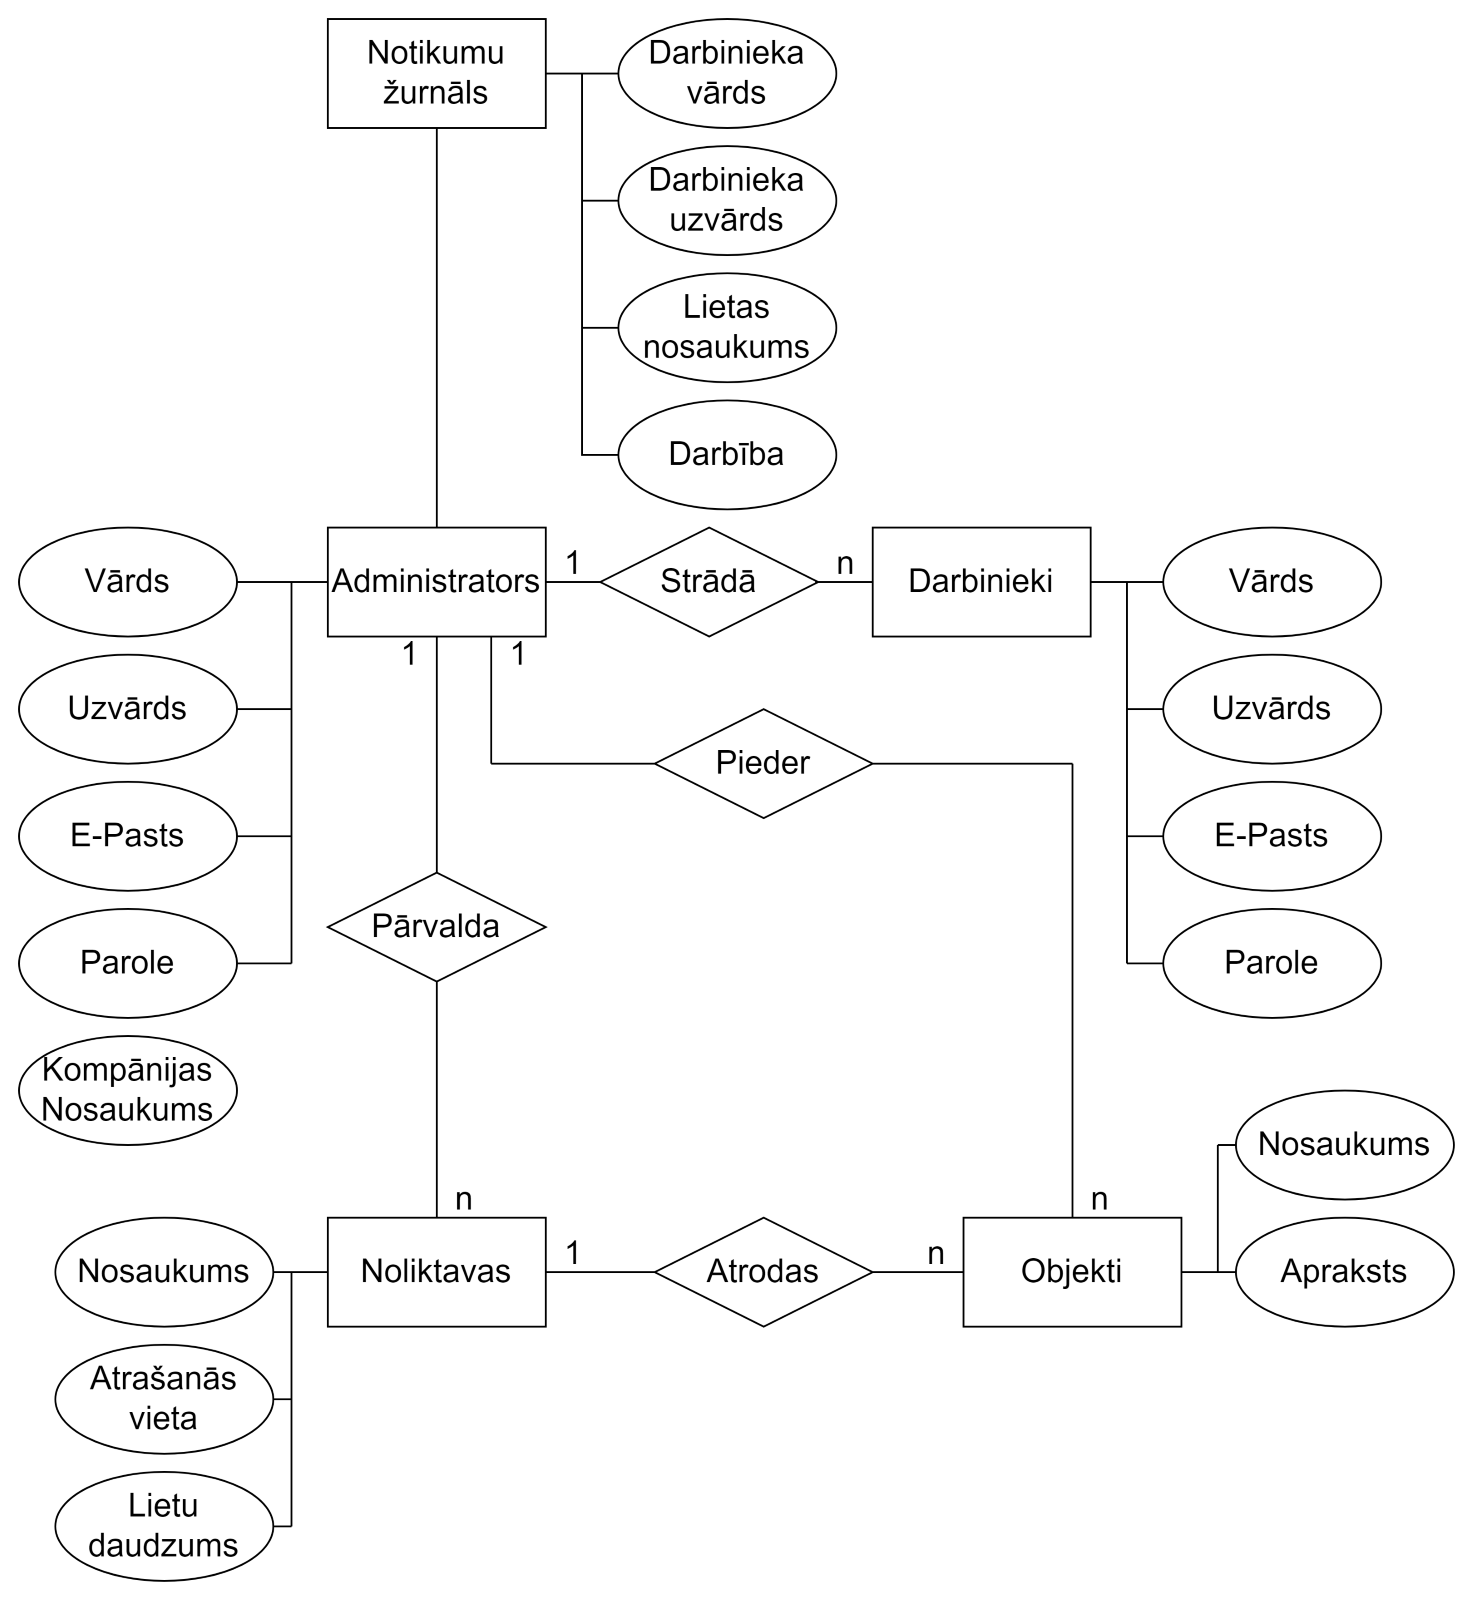 Notikumu
žurnāls
Darbinieka
vārds
Darbinieka
uzvārds
Lietas
nosaukums
Darbība
Vārds
Administrators
1
Strādā
n
Darbinieki
Vārds
1
1
Uzvārds
Uzvārds
Pieder
E-Pasts
E-Pasts
Pārvalda
Parole
Parole
Kompānijas
Nosaukums
Nosaukums
n
n
Nosaukums
Noliktavas
1
Atrodas
n
Objekti
Apraksts
Atrašanās
vieta
Lietu
daudzums